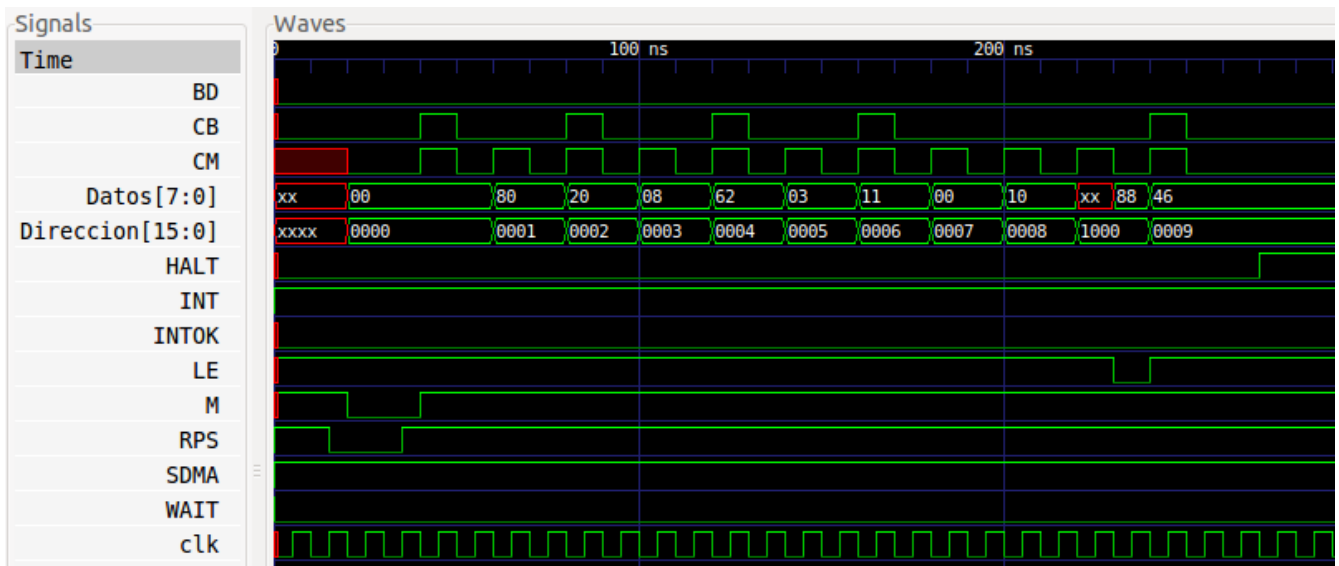 Signals Waves
Time 0 100 ns 200 ns
BD
CB
CM
Datos[7:0] xx 00 80 20 08 62 03 11 00 10 xx 88 46
Direccion[15:0] xxxx 0000 0001 0002 0003 0004 0005 0006 0007 0008 1000 0009
HALT
INT
INTOK
LE
M
RPS
SDMA
WAIT
clk